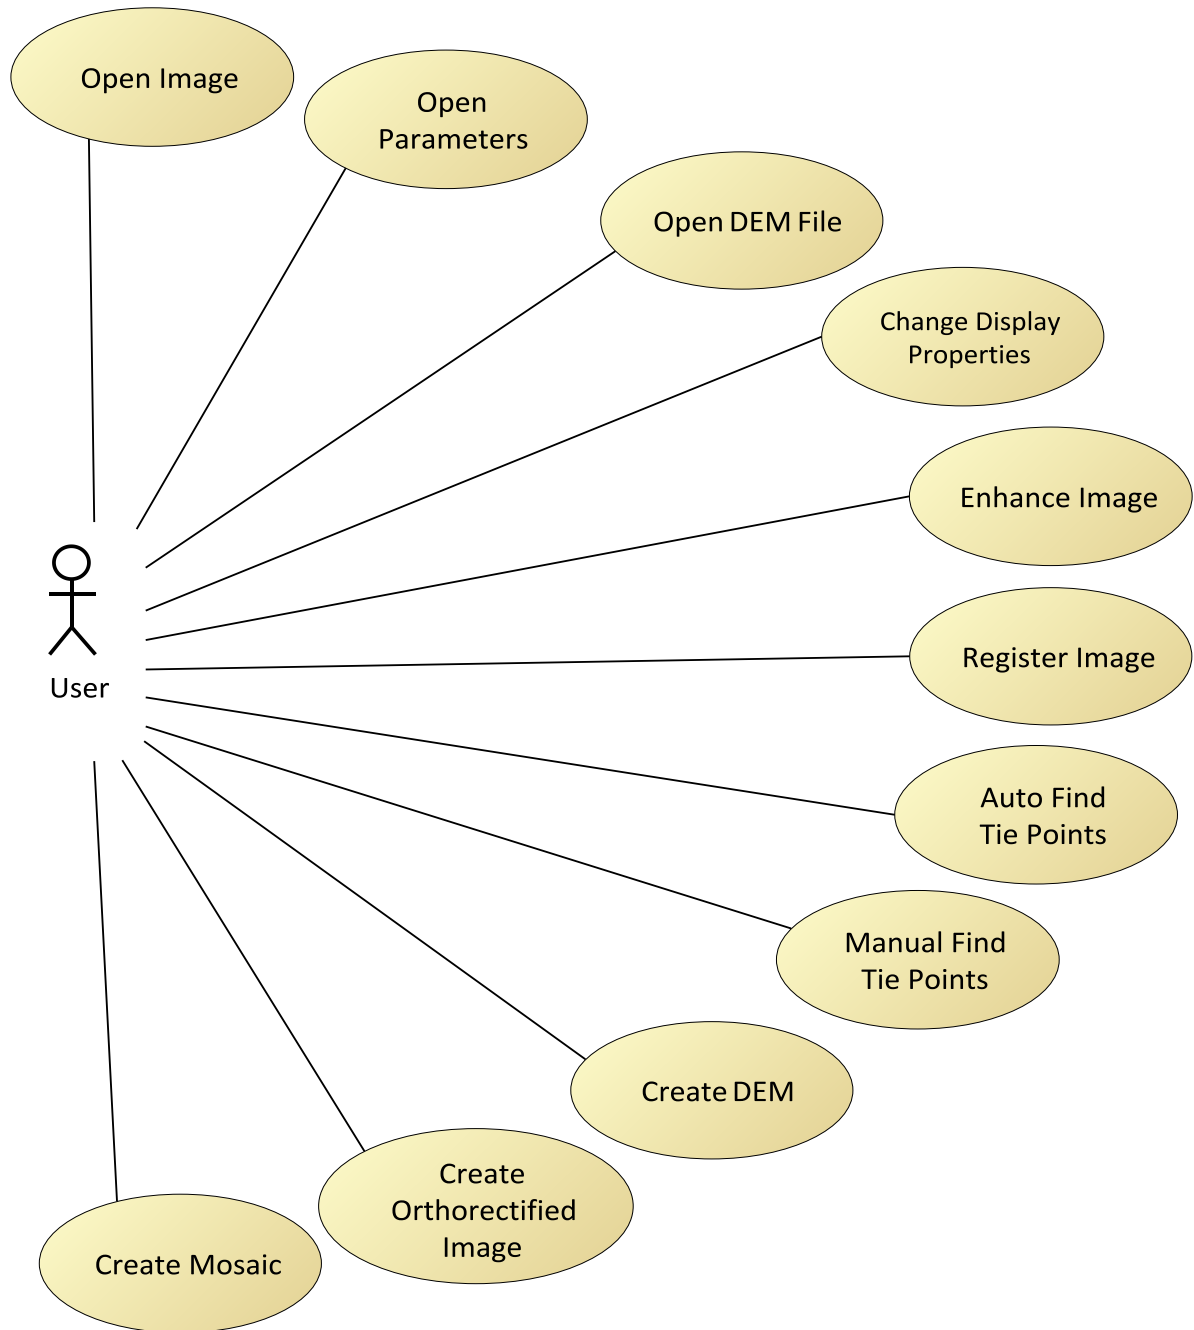 Open Image
Open
Parameters
Open DEM File
Change Display
Properties
Enhance Image
Register Image
User
Auto Find
Tie Points
Manual Find
Tie Points
Create DEM
Create
Orthorectified
Image
Create Mosaic